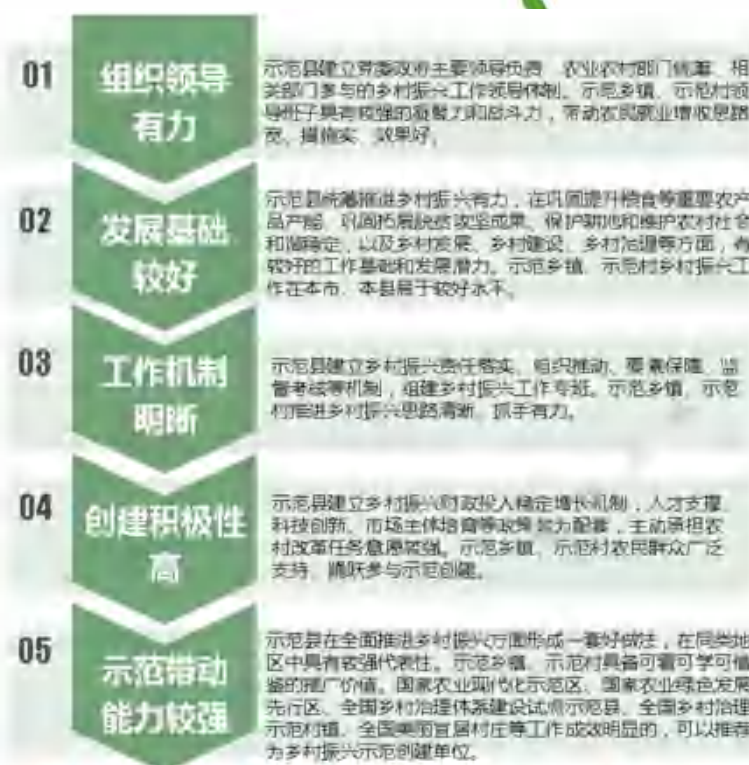 01
组织领导
有力
示范县建立党委政府主要领导负责、农业农村部门统筹、相
关部门参与的乡村振兴工作领导体制。示范乡镇、示范村领
导班子具有较强的凝聚力和战斗力，带动农民就业增收思路
宽、措施实、效果好。
02
发展基础
较好
示范县统筹推进乡村振兴有力，在巩固提升粮食等重要农产
品产能、巩固拓展脱贫攻坚成果、保护耕地和维护农村社会
和谐稳定，以及乡村发展、乡村建设、乡村治理等方面，有
较好的工作基础和发展潜力。示范乡镇、示范村乡村振兴工
作在本市、本县居于较好水平。
03
工作机制
明晰
示范县建立乡村振兴责任落实、组织推动、要素保障、监
督考核等机制，组建乡村振兴工作专班。示范乡镇、示范
村推进乡村振兴思路清晰、抓手有力。
04
创建积极性
高
示范县建立乡村振兴财政投入稳定增长机制，人才支撑、
科技创新、市场主体培育等政策较为配套，主动承担农
村改革任务意愿较强。示范乡镇、示范村农民群众广泛
支持、踊跃参与示范创建。
05
示范带动
能力较强
示范县在全面推进乡村振兴方面形成一套好做法，在同类地
区中具有较强代表性。示范乡镇、示范村具备可看可学可借
鉴的推广价值。国家农业现代化示范区、国家农业绿色发展
先行区、全国乡村治理体系建设试点示范县、全国乡村治理
示范村镇、全国美丽宜居村庄等工作成效明显的，可以推荐
为乡村振兴示范创建单位。